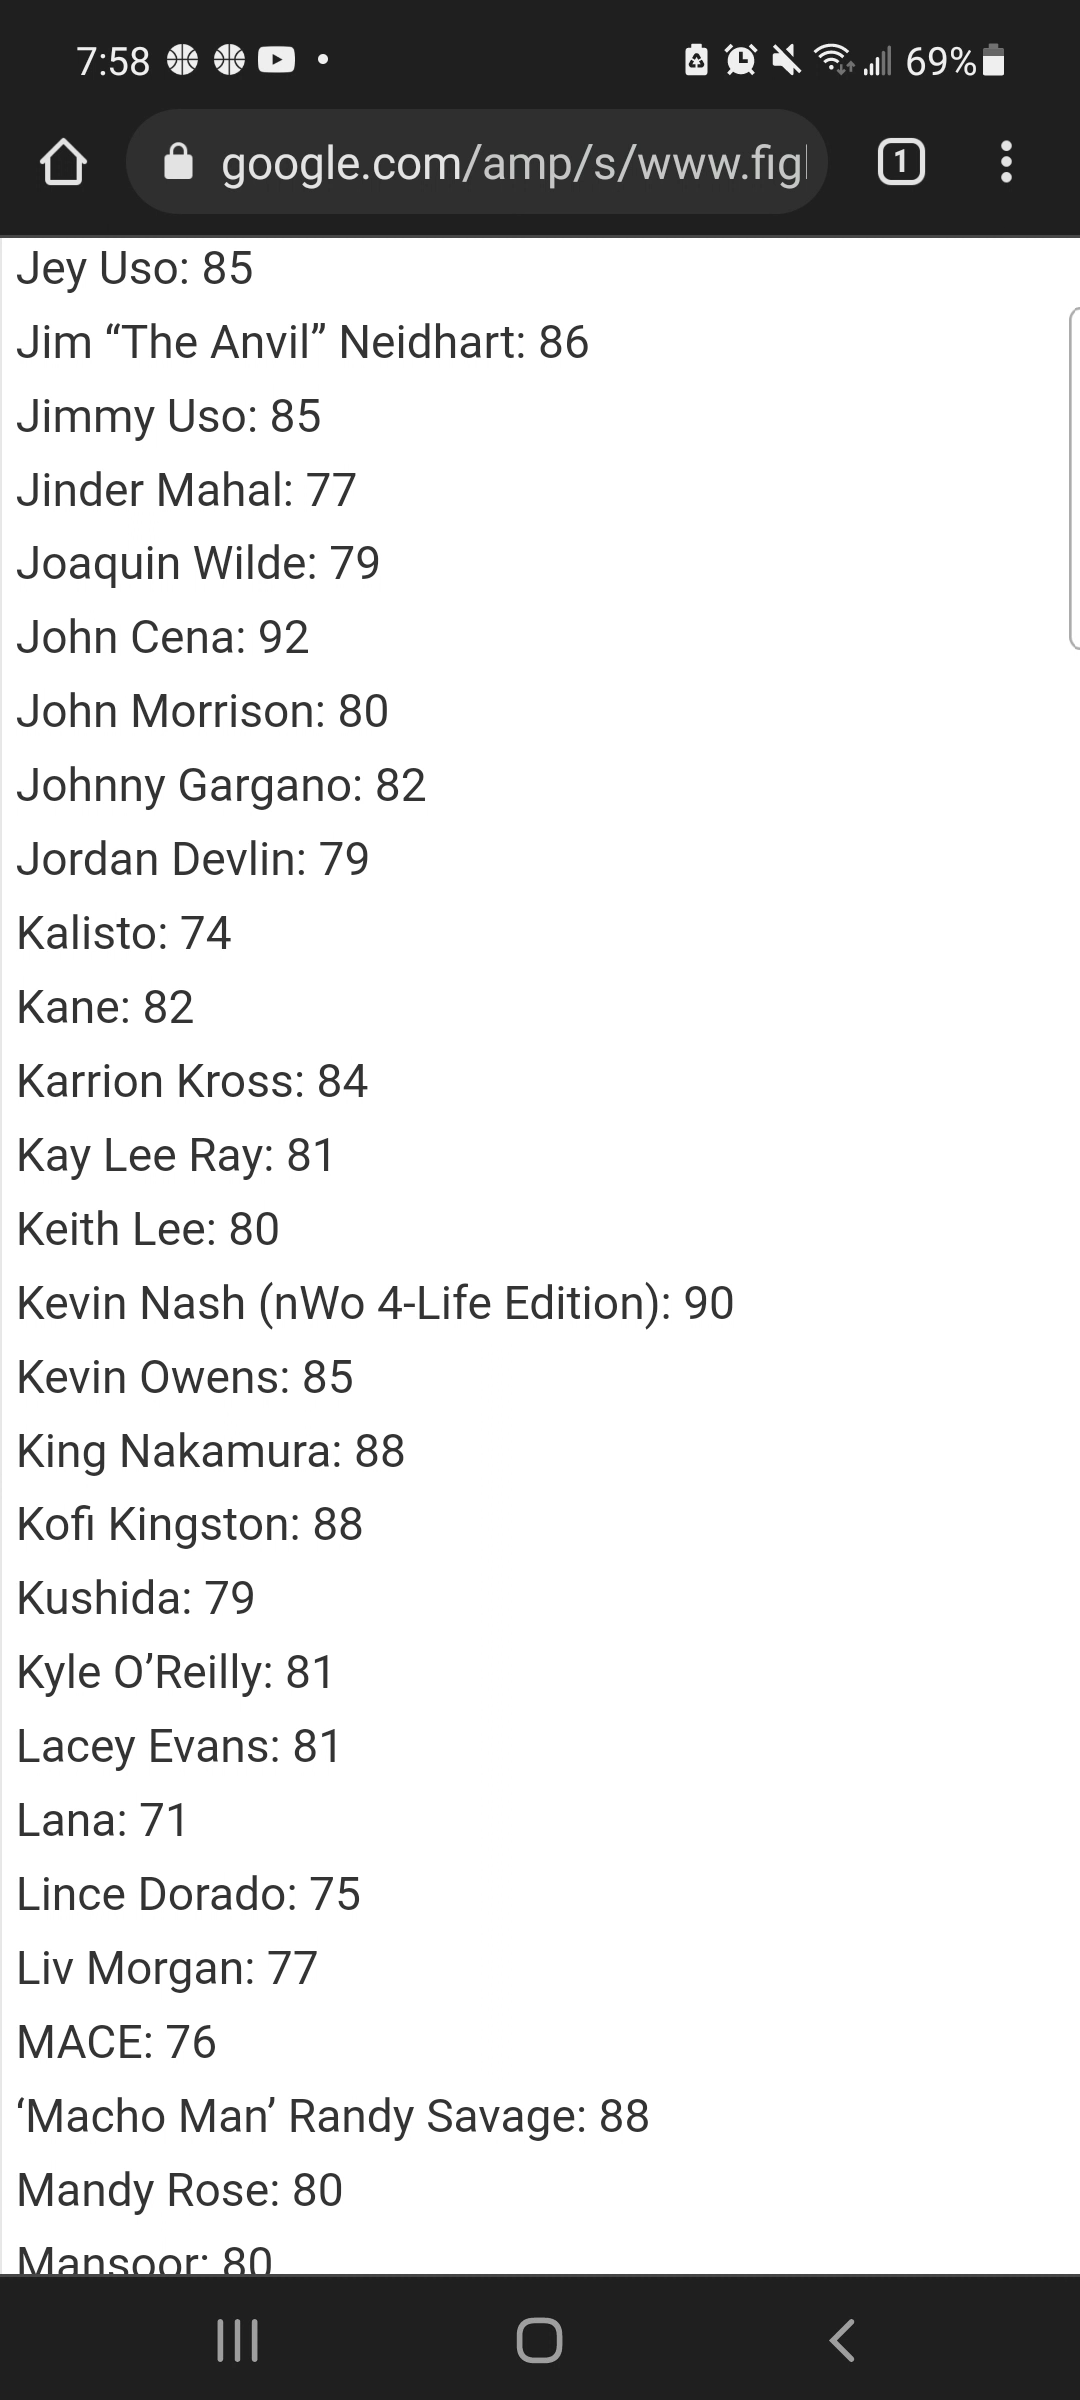 7:58 69%
google.com/amp/s/www.fig
1
Jey Uso: 85
Jim “The Anvil” Neidhart: 86
Jimmy Uso: 85
Jinder Mahal: 77
Joaquin Wilde: 79
John Cena: 92
John Morrison: 80
Johnny Gargano: 82
Jordan Devlin: 79
Kalisto: 74
Kane: 82
Karrion Kross: 84
Kay Lee Ray: 81
Keith Lee: 80
Kevin Nash (nWo 4-Life Edition): 90
Kevin Owens: 85
King Nakamura: 88
Kofi Kingston: 88
Kushida: 79
Kyle O’Reilly: 81
Lacey Evans: 81
Lana: 71
Lince Dorado: 75
Liv Morgan: 77
MACE: 76
‘Macho Man’ Randy Savage: 88
Mandy Rose: 80
Mansoor: 80